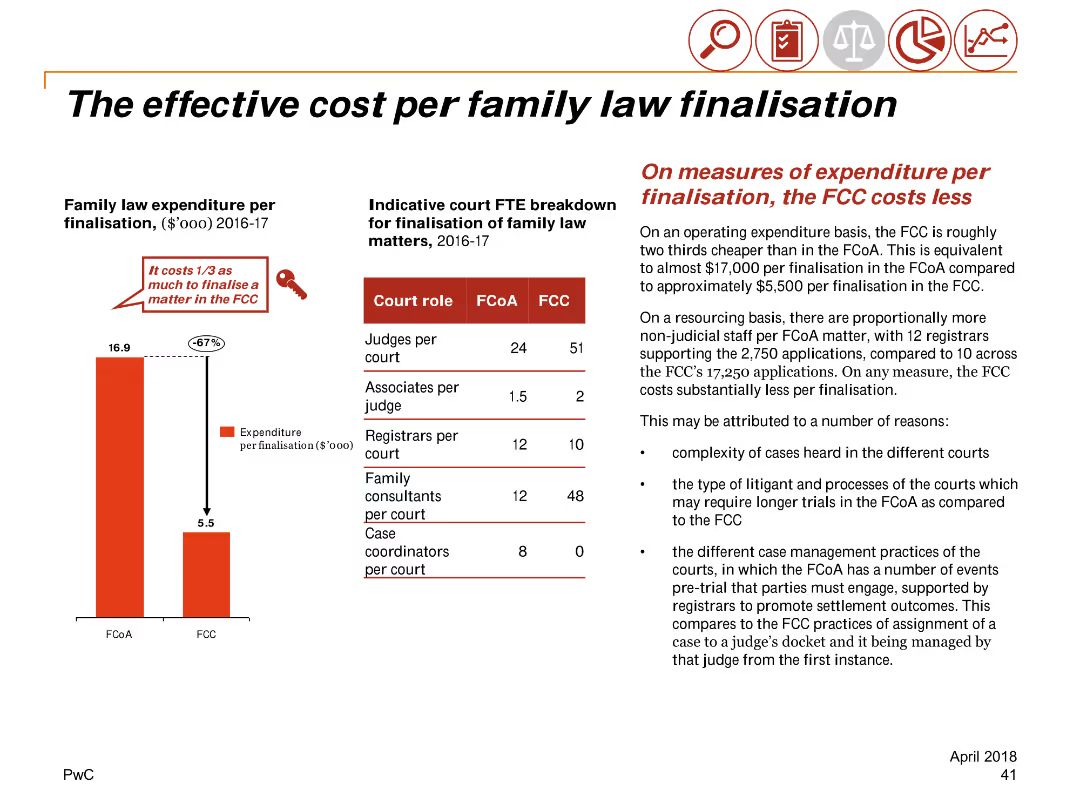 The effective cost per family law finalisation
Family law expenditure per
finalisation, ($'000) 2016-17
It costs 1/3 as
much to finalise a
matter in the FCC
16.9
-67%
5.5
Expenditure
per finalisation ($'000)
FCoA
FCC
Indicative court FTE breakdown
for finalisation of family law
matters, 2016-17
Court role FCoA FCC
Judges per
court
24 51
Associates per
judge
1.5 2
Registrars per
court
12 10
Family
consultants
per court
12 48
Case
coordinators
per court
8 0
On measures of expenditure per
finalisation, the FCC costs less
On an operating expenditure basis, the FCC is roughly
two thirds cheaper than in the FCoA. This is equivalent
to almost $17,000 per finalisation in the FCoA compared
to approximately $5,500 per finalisation in the FCC.
On a resourcing basis, there are proportionally more
non-judicial staff per FCoA matter, with 12 registrars
supporting the 2,750 applications, compared to 10 across
the FCC's 17,250 applications. On any measure, the FCC
costs substantially less per finalisation.
This may be attributed to a number of reasons:
• complexity of cases heard in the different courts
• the type of litigant and processes of the courts which
may require longer trials in the FCoA as compared
to the FCC
• the different case management practices of the
courts, in which the FCoA has a number of events
pre-trial that parties must engage, supported by
registrars to promote settlement outcomes. This
compares to the FCC practices of assignment of a
case to a judge's docket and it being managed by
that judge from the first instance.
PwC
April 2018
41